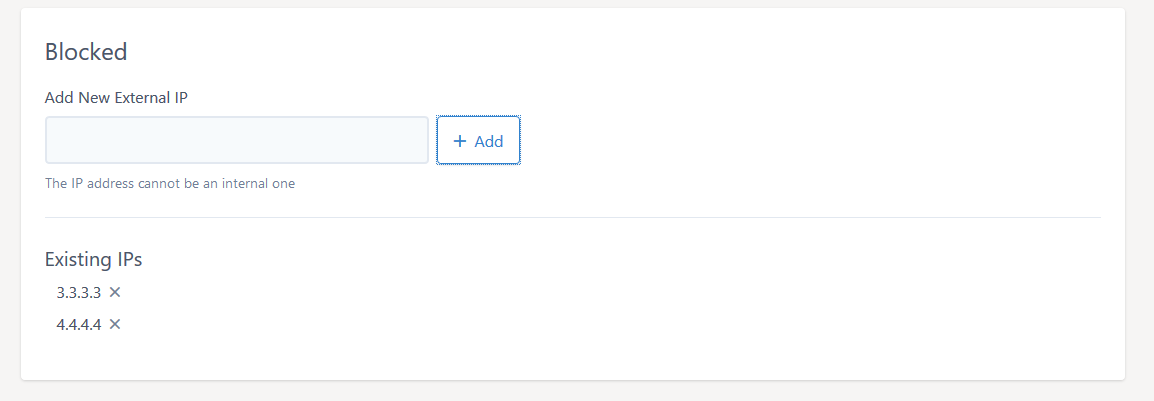 Blocked
Add New External IP
+ Add
The IP address cannot be an internal one
Existing IPs
3.3.3.3 ✕
4.4.4.4 ✕